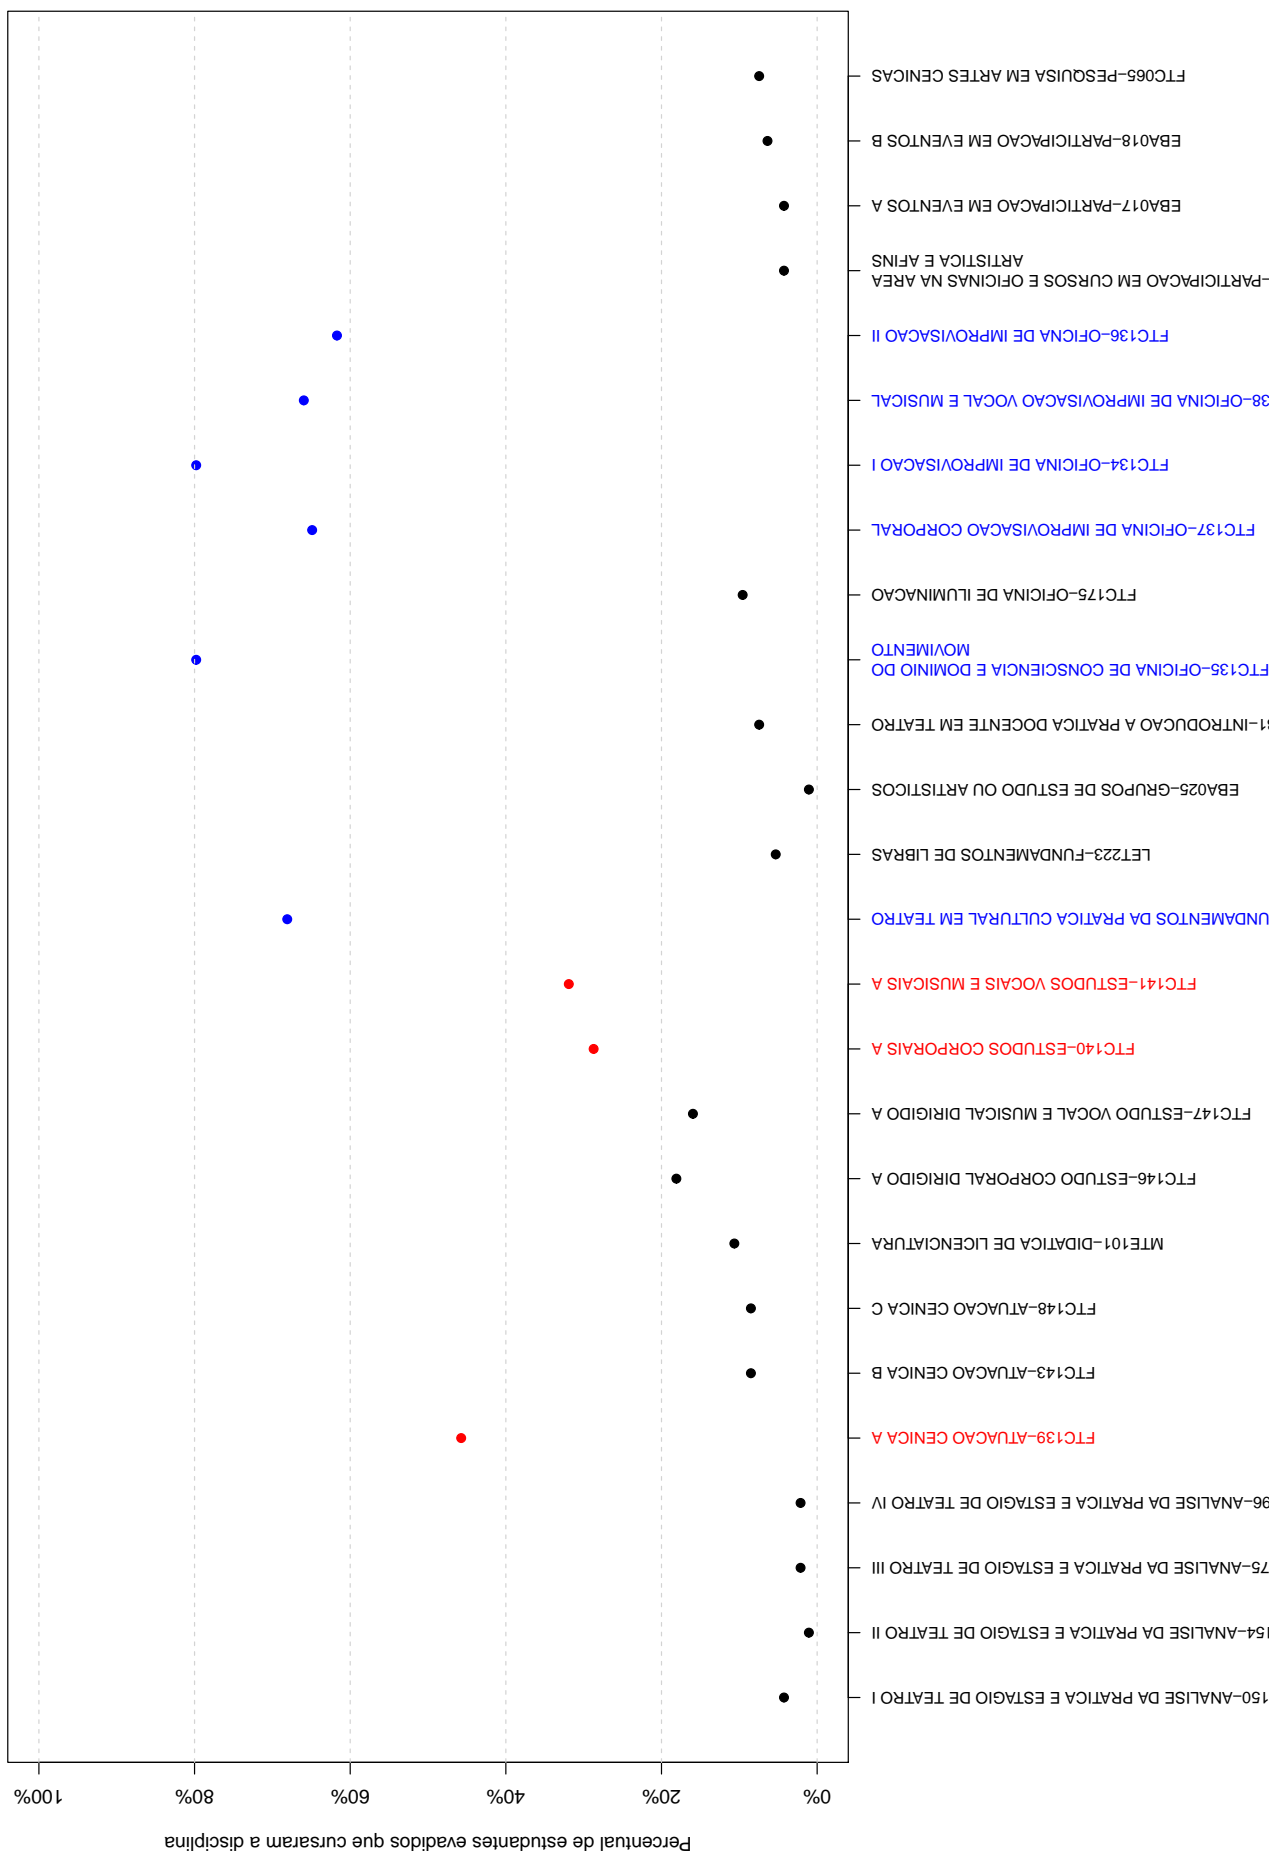 Percentual de estudantes evadidos que cursaram a disciplina
0%
20%
40%
60%
80%
100%
150−ANALISE DA PRATICA E ESTAGIO DE TEATRO I
154−ANALISE DA PRATICA E ESTAGIO DE TEATRO II
75−ANALISE DA PRATICA E ESTAGIO DE TEATRO III
96−ANALISE DA PRATICA E ESTAGIO DE TEATRO IV
FTC139−ATUACAO CENICA A
FTC143−ATUACAO CENICA B
FTC148−ATUACAO CENICA C
MTE101−DIDATICA DE LICENCIATURA
FTC146−ESTUDO CORPORAL DIRIGIDO A
FTC147−ESTUDO VOCAL E MUSICAL DIRIGIDO A
FTC140−ESTUDOS CORPORAIS A
FTC141−ESTUDOS VOCAIS E MUSICAIS A
UNDAMENTOS DA PRATICA CULTURAL EM TEATRO
LET223−FUNDAMENTOS DE LIBRAS
EBA025−GRUPOS DE ESTUDO OU ARTISTICOS
1−INTRODUCAO A PRATICA DOCENTE EM TEATRO
FTC135−OFICINA DE CONSCIENCIA E DOMINIO DO
MOVIMENTO
FTC175−OFICINA DE ILUMINACAO
FTC137−OFICINA DE IMPROVISACAO CORPORAL
FTC134−OFICINA DE IMPROVISACAO I
38−OFICINA DE IMPROVISACAO VOCAL E MUSICAL
FTC136−OFICNA DE IMPROVISACAO II
−PARTICIPACAO EM CURSOS E OFICINAS NA AREA
ARTISTICA E AFINS
EBA017−PARTICIPACAO EM EVENTOS A
EBA018−PARTICIPACAO EM EVENTOS B
FTC065−PESQUISA EM ARTES CENICAS